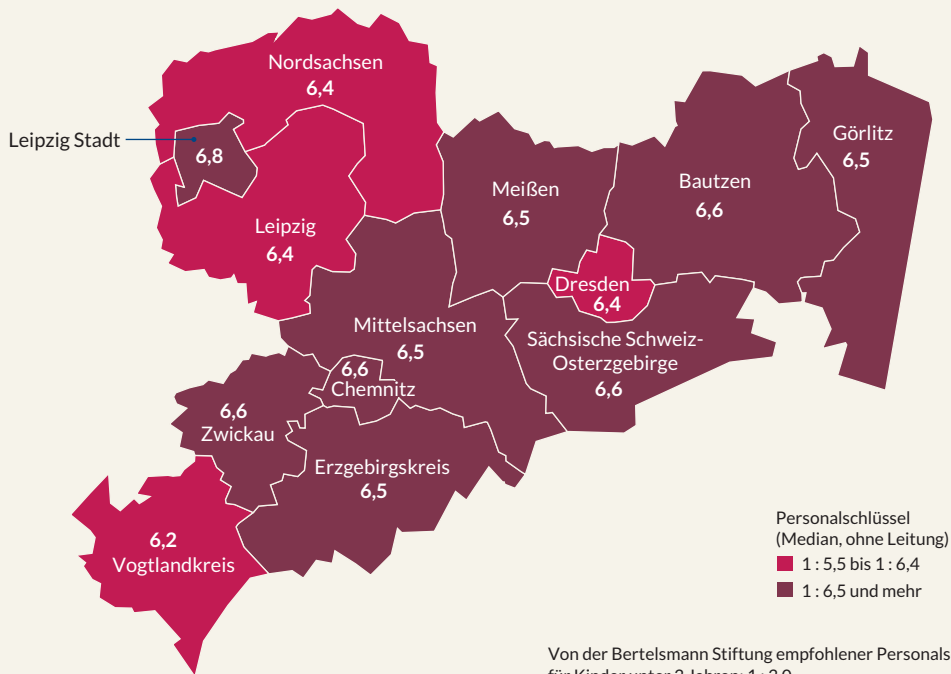 Nordsachsen
6,4
Leipzig Stadt
6,8
Görlitz
6,5
Meißen
6,5
Bautzen
6,6
Leipzig
6,4
Dresden
6,4
Mittelsachsen
6,5
Sächsische Schweiz-
Osterzgebirge
6,6
6,6
Chemnitz
6,6
Zwickau
Erzgebirgskreis
6,5
6,2
Vogtlandkreis
Personalschlüssel
(Median, ohne Leitung)
1 : 5,5 bis 1 : 6,4
1 : 6,5 und mehr
Von der Bertelsmann Stiftung empfohlener Personals